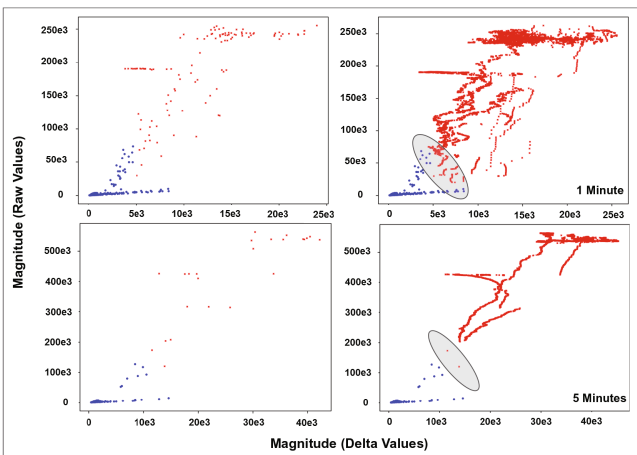 250e3
200e3
150e3
100e3
50e3
0
0 5e3 10e3 15e3 20e3 25e3
250e3
200e3
150e3
100e3
50e3
0
1 Minute
0 5e3 10e3 15e3 20e3 25e3
Magnitude (Raw Values)
500e3
400e3
300e3
200e3
100e3
0
0 10e3 20e3 30e3 40e3
500e3
400e3
300e3
200e3
100e3
0
5 Minutes
0 10e3 20e3 30e3 40e3
Magnitude (Delta Values)